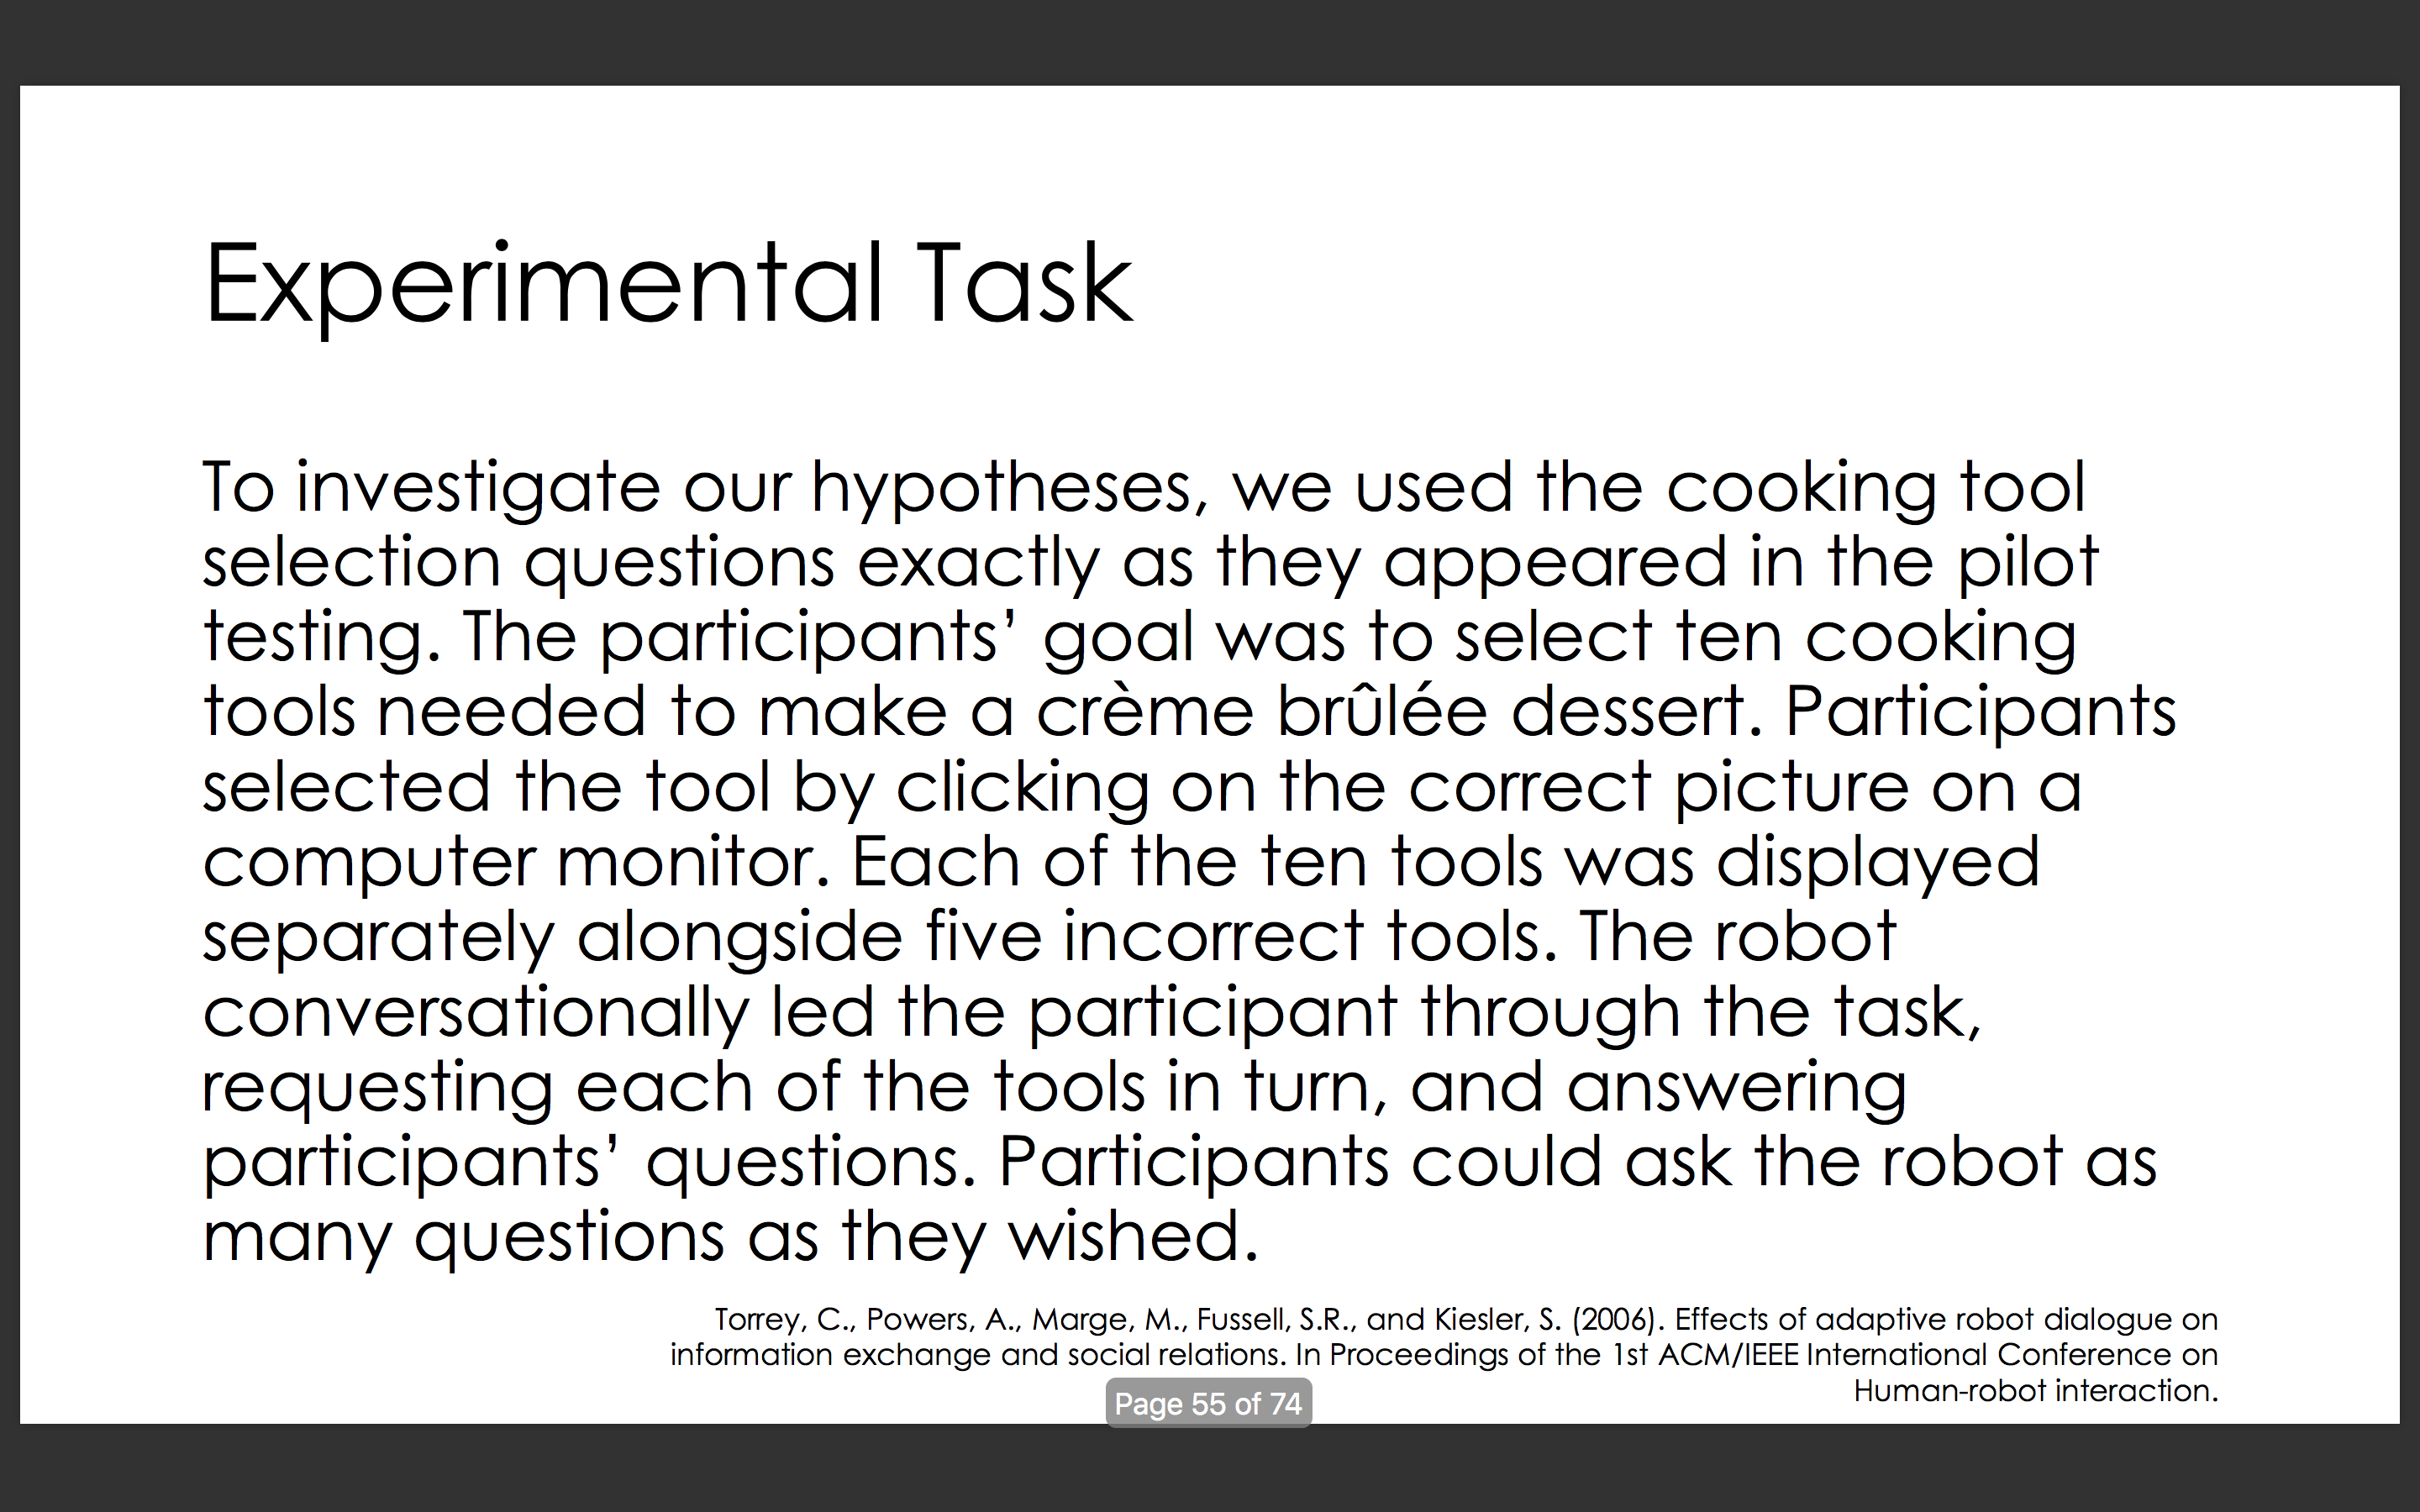 Experimental Task
To investigate our hypotheses, we used the cooking tool
selection questions exactly as they appeared in the pilot
testing. The participants’ goal was to select ten cooking
tools needed to make a crème brûlée dessert. Participants
selected the tool by clicking on the correct picture on a
computer monitor. Each of the ten tools was displayed
separately alongside five incorrect tools. The robot
conversationally led the participant through the task,
requesting each of the tools in turn, and answering
participants’ questions. Participants could ask the robot as
many questions as they wished.
Torrey, C., Powers, A., Marge, M., Fussell, S.R., and Kiesler, S. (2006). Effects of adaptive robot dialogue on
information exchange and social relations. In Proceedings of the 1st ACM/IEEE International Conference on
Human-robot interaction.
Page 55 of 74